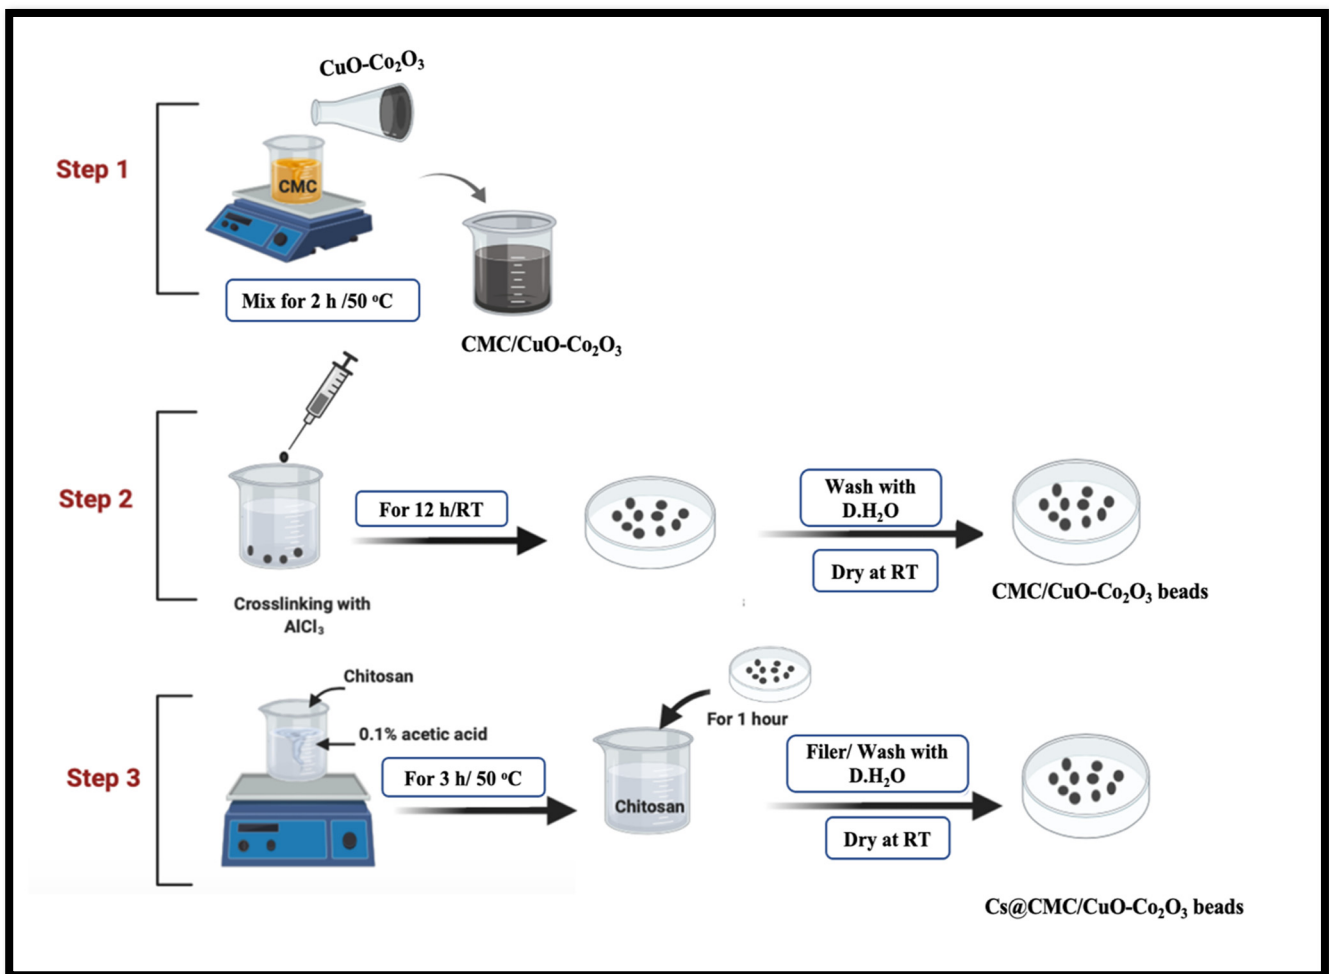 CuO-Co₂O₃
Step 1
CMC
Mix for 2 h /50 °C
CMC/CuO-Co₂O₃
Step 2
For 12 h/RT
Wash with
D.H₂O
Dry at RT
Crosslinking with
AlCl₃
CMC/CuO-Co₂O₃ beads
Step 3
Chitosan
0.1% acetic acid
For 3 h/ 50 °C
For 1 hour
Chitosan
Filer/ Wash with
D.H₂O
Dry at RT
Cs@CMC/CuO-Co₂O₃ beads